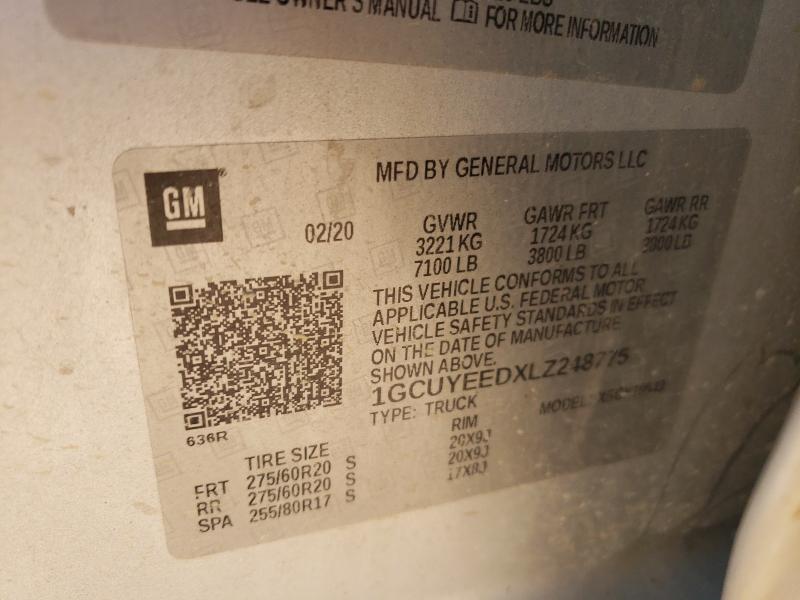 OWNER'S MANUAL FOR MORE INFORMATION
GM
MFD BY GENERAL MOTORS LLC
02/20
GVWR GAWR FRT GAWR RR
3221 KG 1724 KG 1724 KG
7100 LB 3800 LB 3800 LB
THIS VEHICLE CONFORMS TO ALL
APPLICABLE U.S. FEDERAL MOTOR
VEHICLE SAFETY STANDARDS IN EFFECT
ON THE DATE OF MANUFACTURE
SHOWN ABOVE.
1GCUYEEDXLZ248775
TYPE: TRUCK MODEL:
636R
TIRE SIZE RIM
FRT 275/60R20 S 20X9J
RR 275/60R20 S 20X9J
SPA 255/80R17 S 17X8J